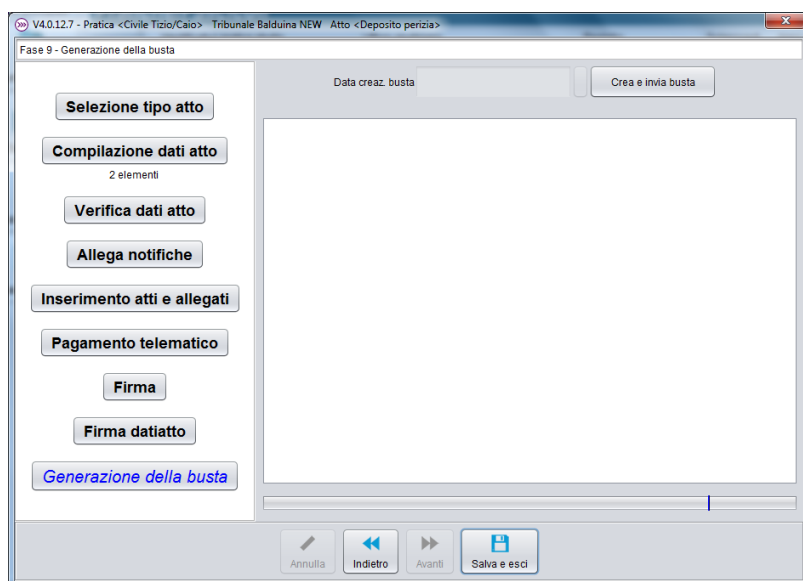 V4.0.12.7 - Pratica <Civile Tizio/Caio> Tribunale Balduina NEW Atto <Deposito perizia>
Fase 9 - Generazione della busta
Selezione tipo atto
Compilazione dati atto
2 elementi
Verifica dati atto
Allega notifiche
Inserimento atti e allegati
Pagamento telematico
Firma
Firma datiatto
Generazione della busta
Data creaz. busta
Crea e invia busta
Annulla
Indietro
Avanti
Salva e esci